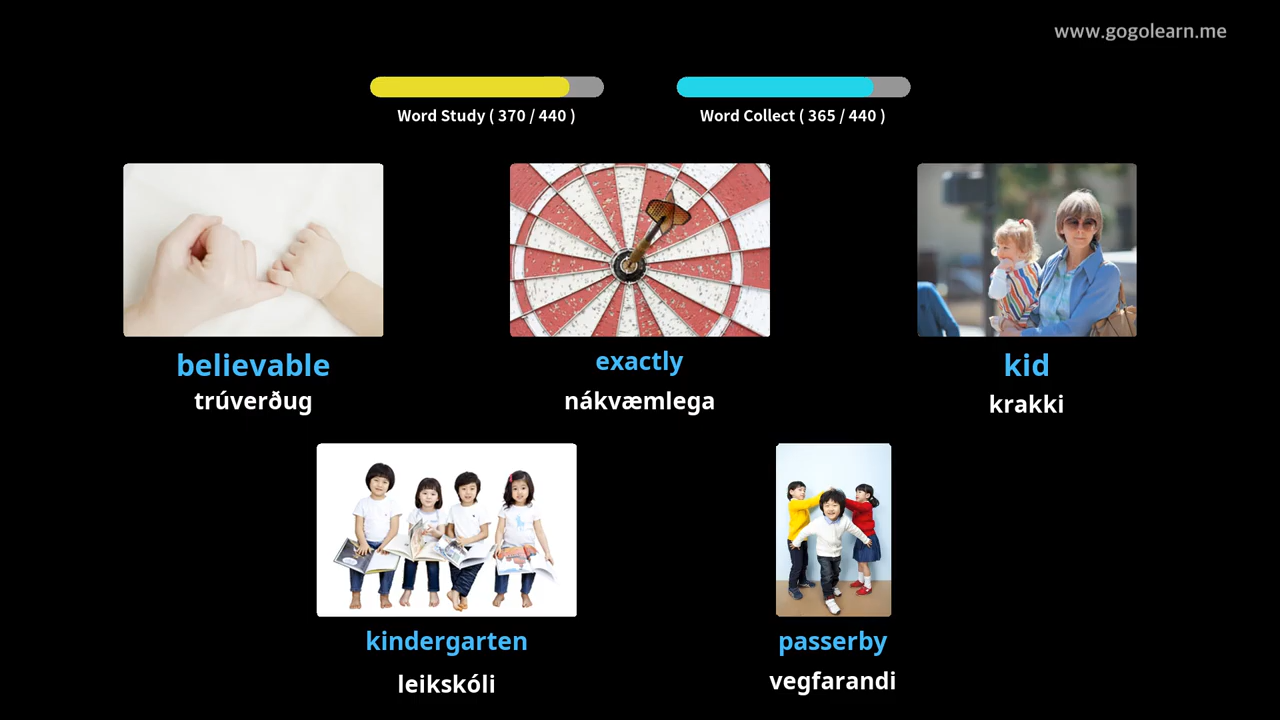 www.gogolearn.me
Word Study ( 370 / 440 )
Word Collect ( 365 / 440 )
believable
trúverðug
exactly
nákvæmlega
kid
krakki
kindergarten
leikskóli
passerby
vegfarandi